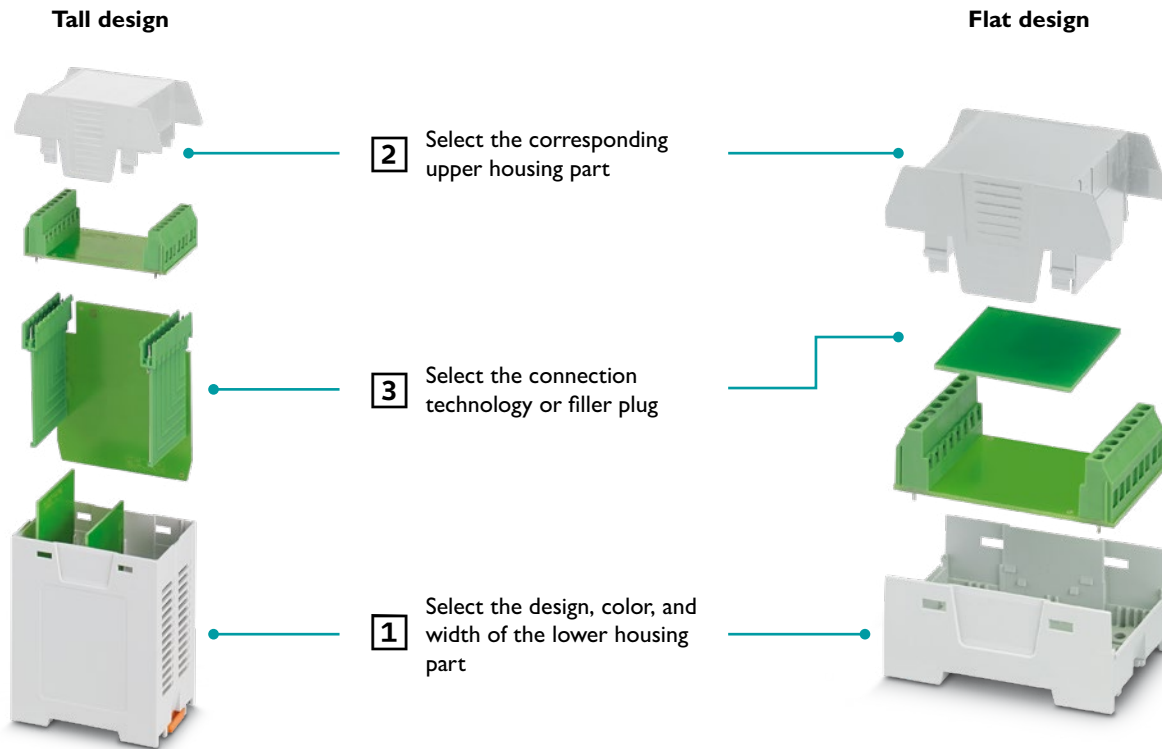 Tall design
Flat design
2
Select the corresponding
upper housing part
3
Select the connection
technology or filler plug
1
Select the design, color, and
width of the lower housing
part